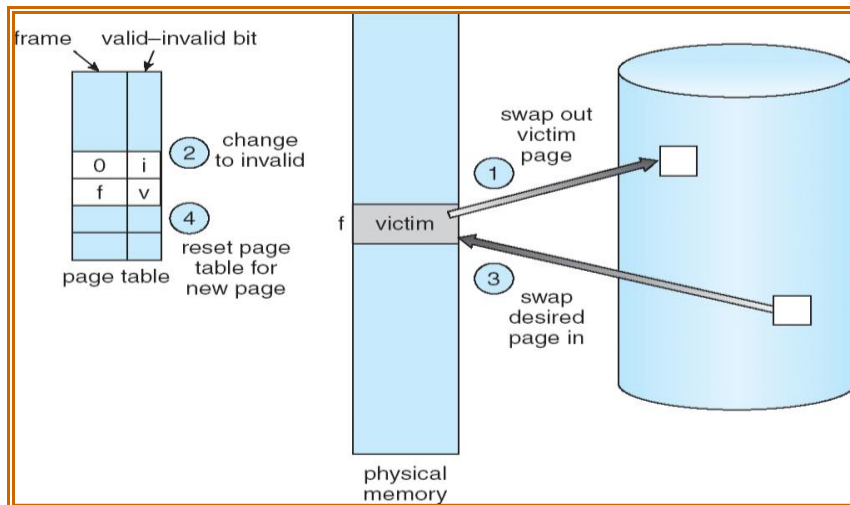 frame valid–invalid bit
0 i
f v
page table
2 change
to invalid
4
reset page
table for
new page
f victim
physical
memory
swap out
victim
page
1
3
swap
desired
page in